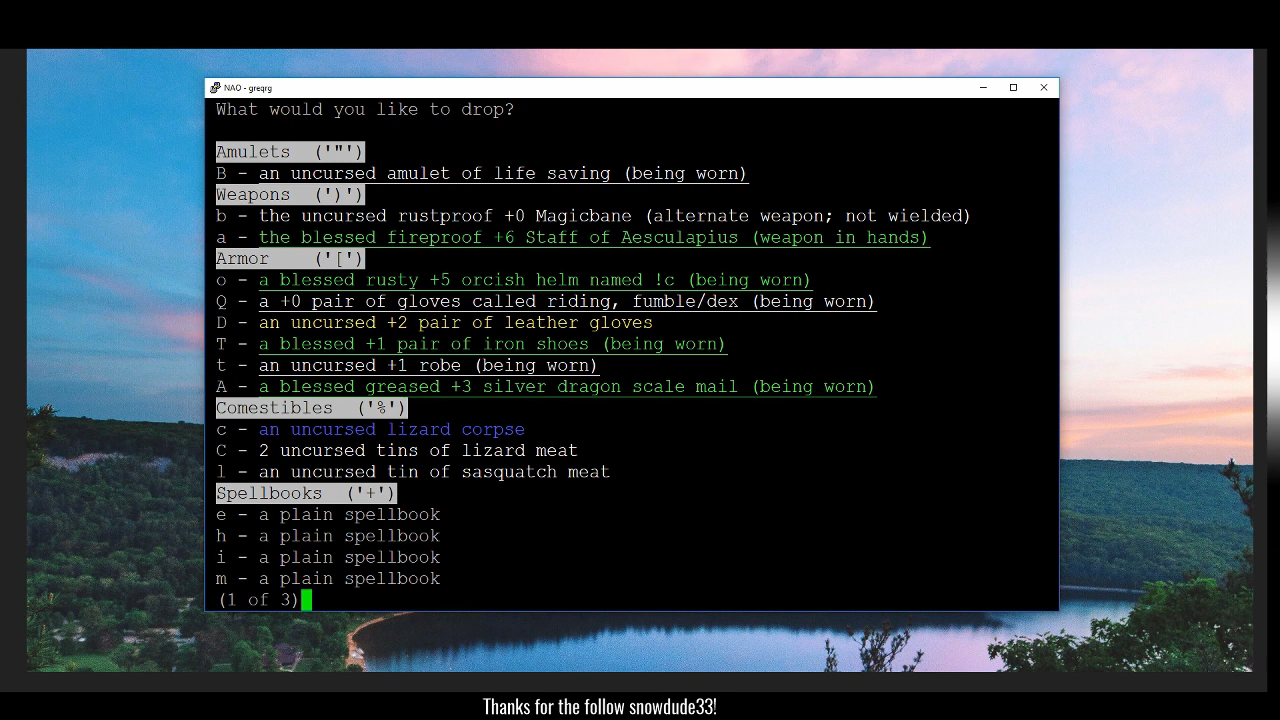 NAO - greqrg
What would you like to drop?
Amulets ('"')
B - an uncursed amulet of life saving (being worn)
Weapons (')')
b - the uncursed rustproof +0 Magicbane (alternate weapon; not wielded)
a - the blessed fireproof +6 Staff of Aesculapius (weapon in hands)
Armor ('[')
o - a blessed rusty +5 orcish helm named !c (being worn)
Q - a +0 pair of gloves called riding, fumble/dex (being worn)
D - an uncursed +2 pair of leather gloves
T - a blessed +1 pair of iron shoes (being worn)
t - an uncursed +1 robe (being worn)
A - a blessed greased +3 silver dragon scale mail (being worn)
Comestibles ('%')
c - an uncursed lizard corpse
C - 2 uncursed tins of lizard meat
l - an uncursed tin of sasquatch meat
Spellbooks ('+')
e - a plain spellbook
h - a plain spellbook
i - a plain spellbook
m - a plain spellbook
(1 of 3)
Thanks for the follow snowdude33!